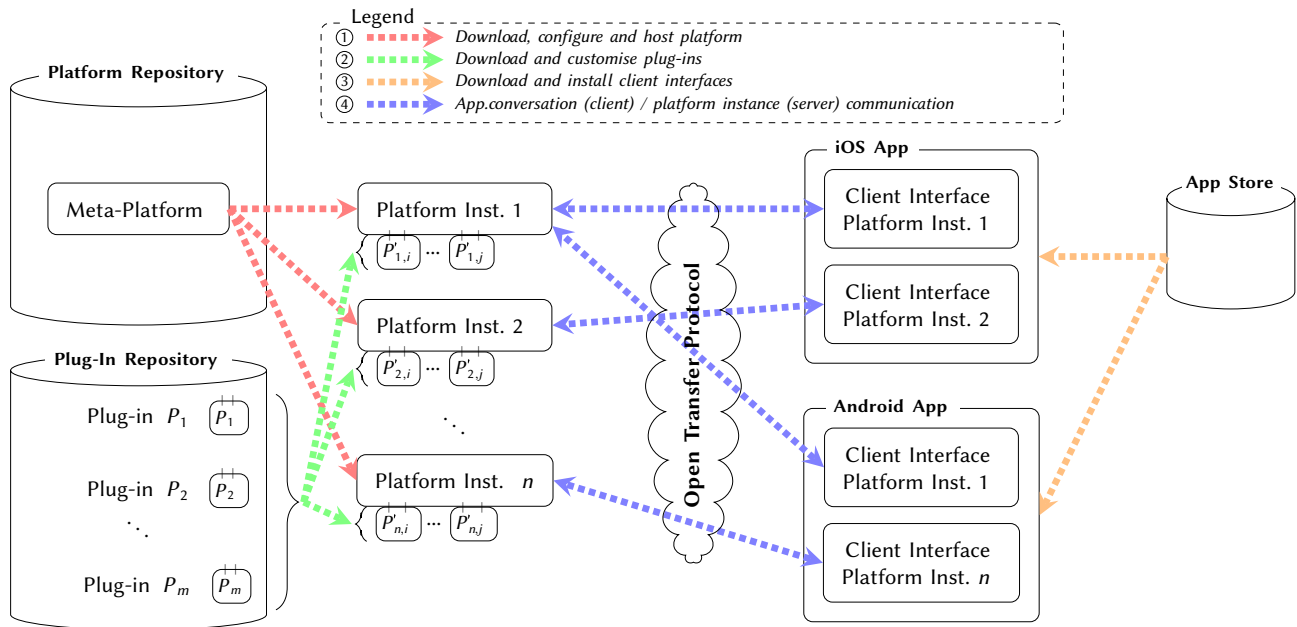 Legend
① Download, configure and host platform
② Download and customise plug-ins
③ Download and install client interfaces
④ App.conversation (client) / platform instance (server) communication
Platform Repository
Meta-Platform
Plug-In Repository
Plug-in P₁ P₁
Plug-in P₂ P₂
⋱
Plug-in Pₘ Pₘ
Platform Inst. 1
P'₁,ᵢ ... P'₁,ⱼ
Platform Inst. 2
P'₂,ᵢ ... P'₂,ⱼ
⋱
Platform Inst. n
P'ₙ,ᵢ ... P'ₙ,ⱼ
Open Transfer Protocol
iOS App
Client Interface
Platform Inst. 1
Client Interface
Platform Inst. 2
Android App
Client Interface
Platform Inst. 1
Client Interface
Platform Inst. n
App Store